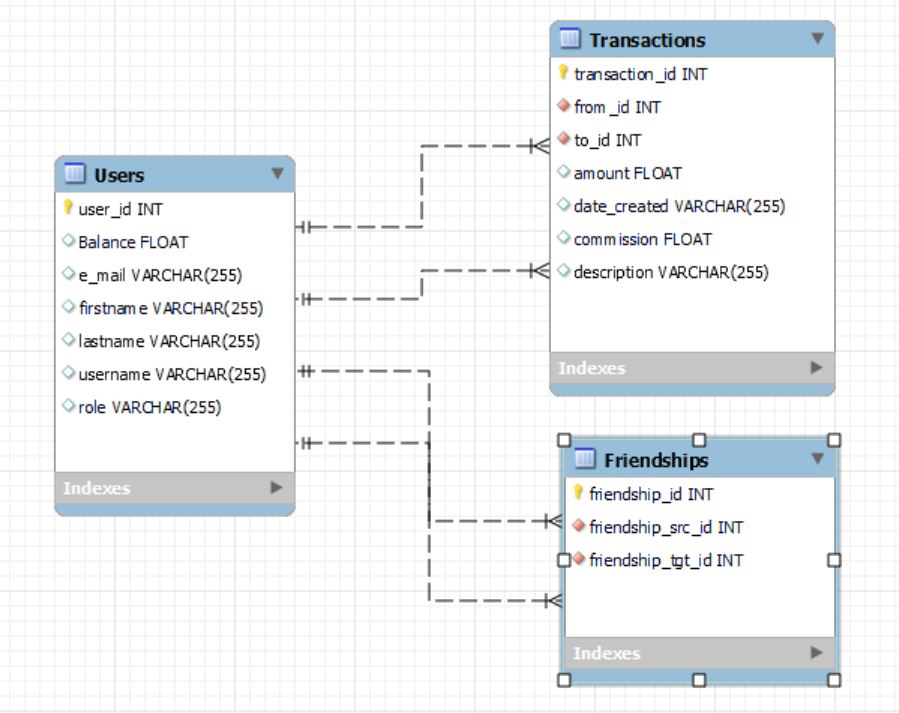 Users
user_id INT
Balance FLOAT
e_mail VARCHAR(255)
firstname VARCHAR(255)
lastname VARCHAR(255)
username VARCHAR(255)
role VARCHAR(255)
Indexes
Transactions
transaction_id INT
from_id INT
to_id INT
amount FLOAT
date_created VARCHAR(255)
commission FLOAT
description VARCHAR(255)
Indexes
Friendships
friendship_id INT
friendship_src_id INT
friendship_tgt_id INT
Indexes